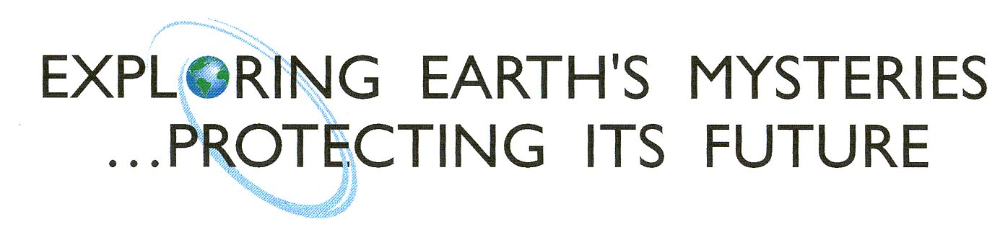 EXPLORING EARTH'S MYSTERIES
...PROTECTING ITS FUTURE